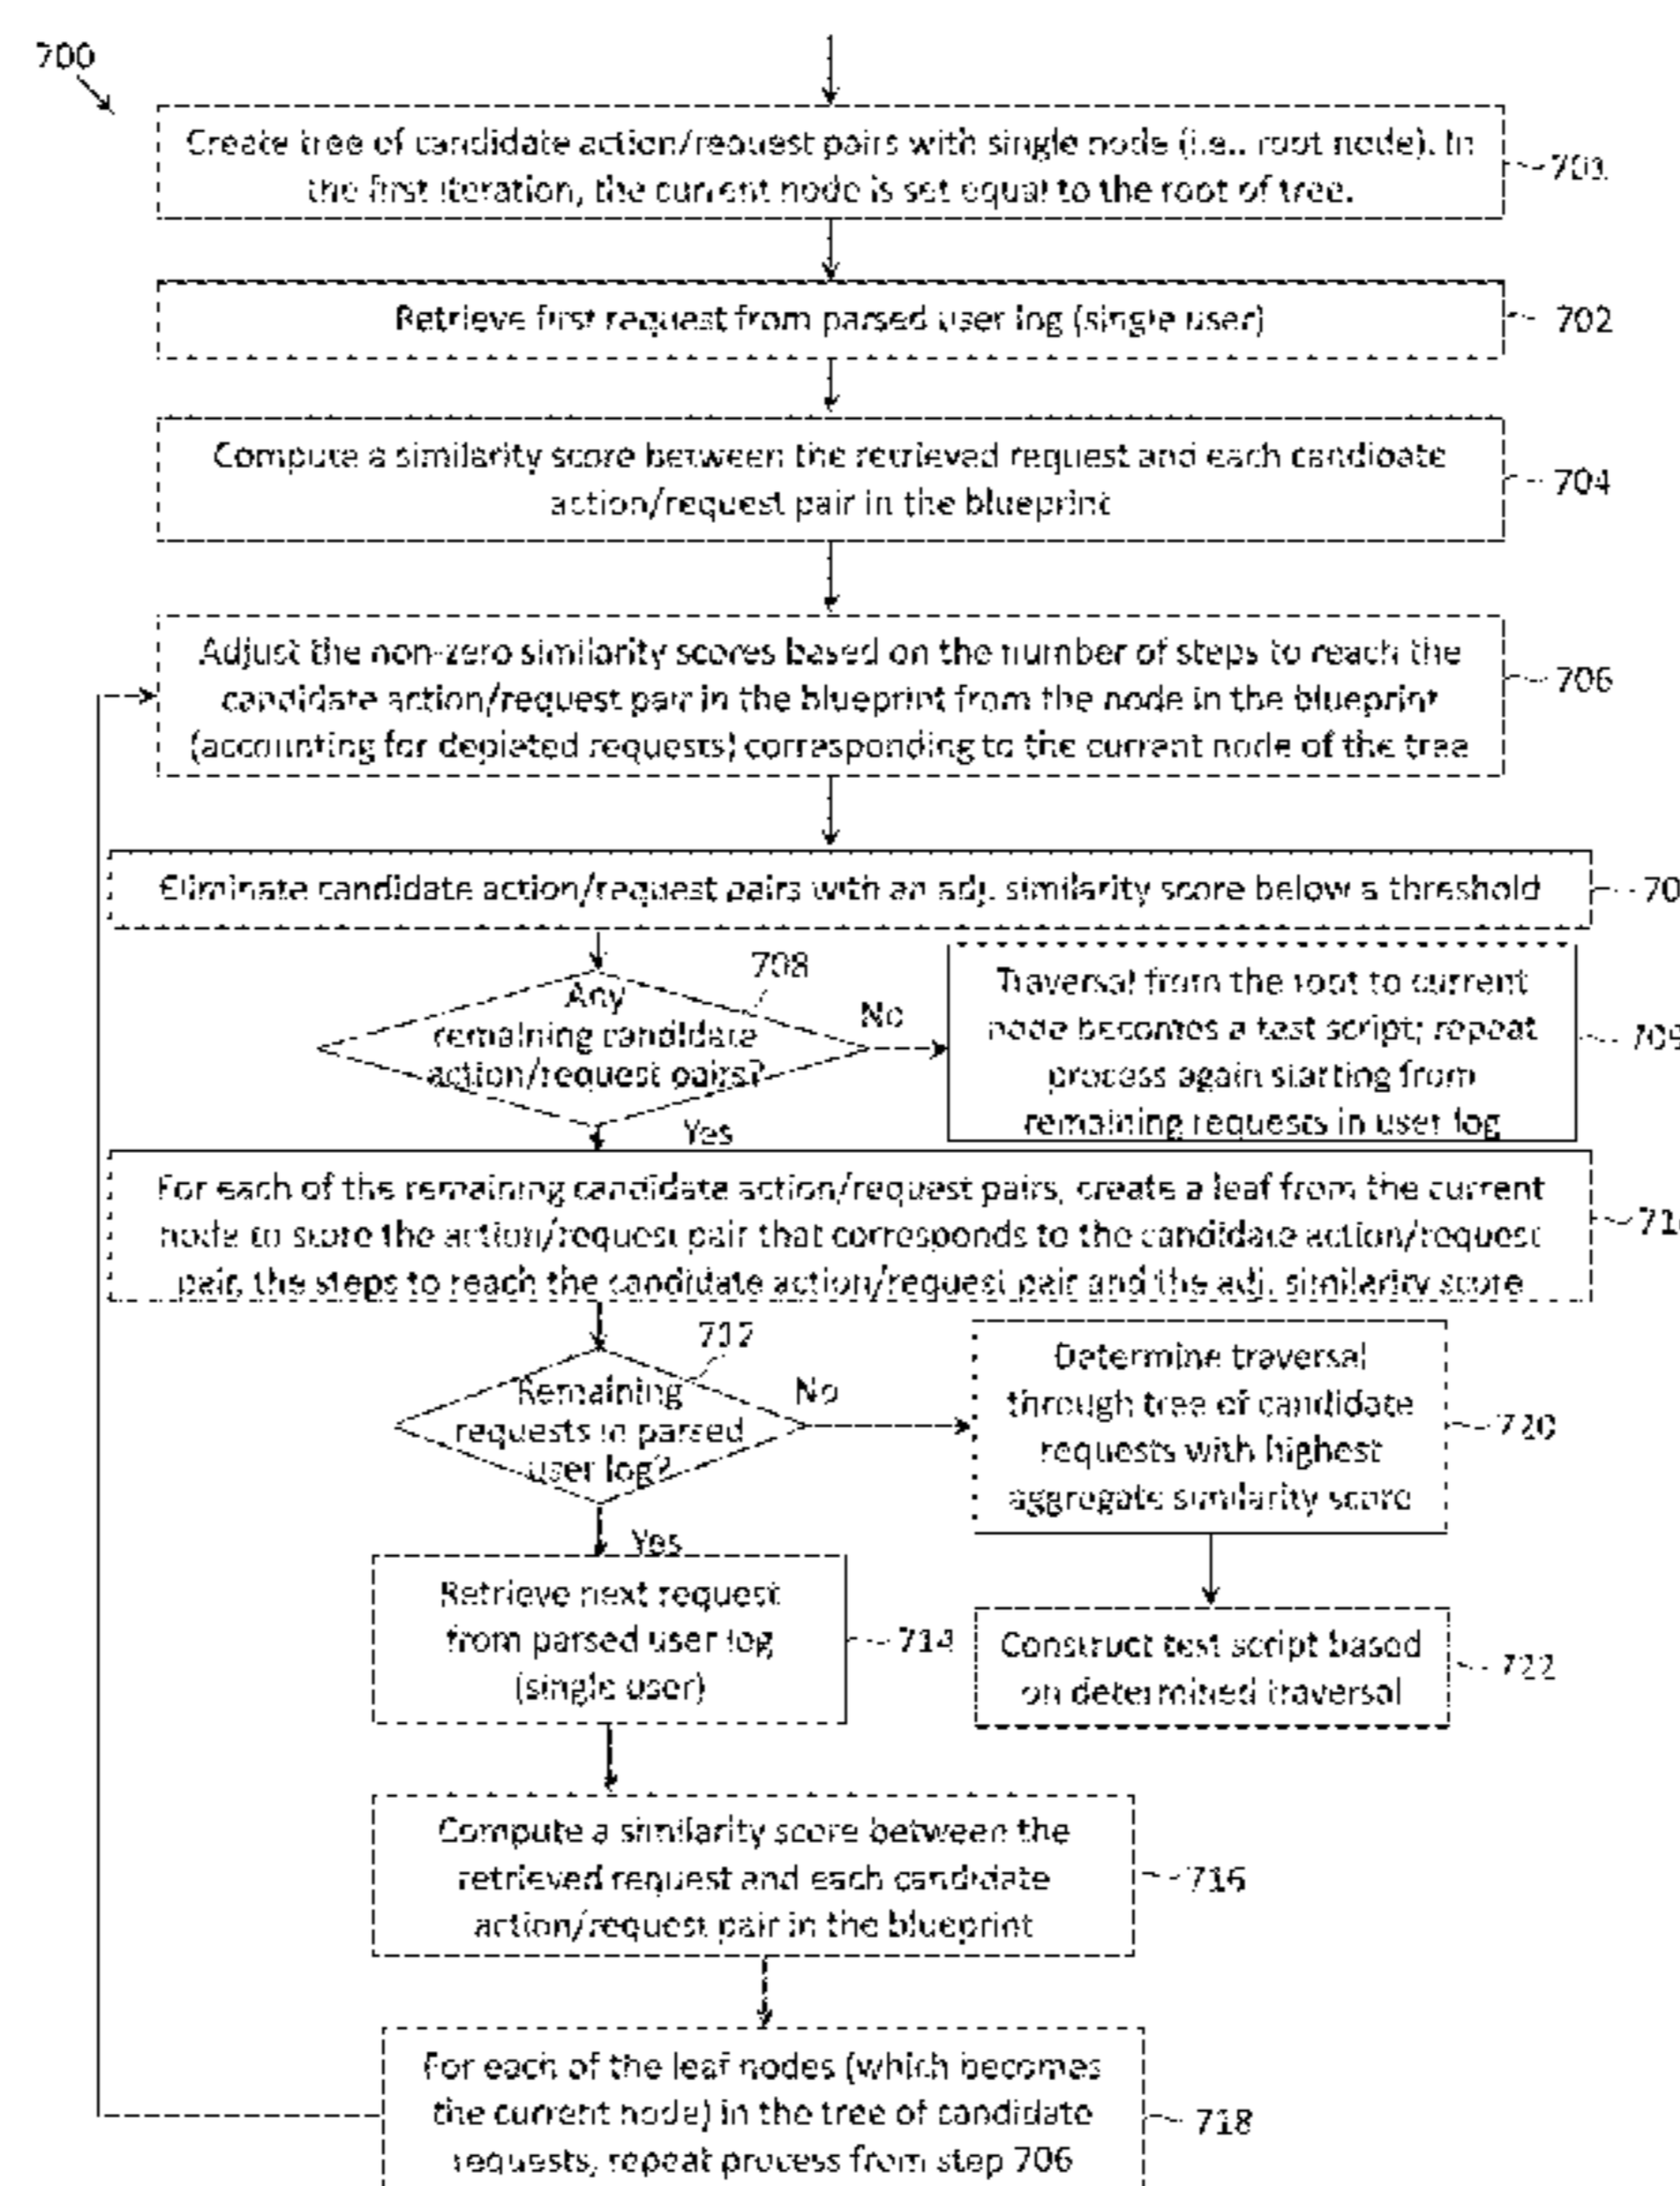 700
Create tree of candidate action/request pairs with single node (i.e., root node). In
the first iteration, the current node is set equal to the root of tree.
701
Retrieve first request from parsed user log (single user)
702
Compute a similarity score between the retrieved request and each candidate
action/request pair in the blueprint
704
Adjust the non-zero similarity scores based on the number of steps to reach the
candidate action/request pair in the blueprint from the node in the blueprint
(accounting for depleted requests) corresponding to the current node of the tree
706
Eliminate candidate action/request pairs with an adj. similarity score below a threshold
70
708
Any
remaining candidate
action/request pairs?
No
Traversal from the root to current
node becomes a test script; repeat
process again starting from
remaining requests in user log
709
Yes
For each of the remaining candidate action/request pairs, create a leaf from the current
node to store the action/request pair that corresponds to the candidate action/request
pair, the steps to reach the candidate action/request pair and the adj. similarity score
71
712
Remaining
requests in parsed
user log?
No
Determine traversal
through tree of candidate
requests with highest
aggregate similarity score
720
Yes
Retrieve next request
from parsed user log
(single user)
714
Construct test script based
on determined traversal
722
Compute a similarity score between the
retrieved request and each candidate
action/request pair in the blueprint
716
For each of the leaf nodes (which becomes
the current node) in the tree of candidate
requests, repeat process from step 706
718